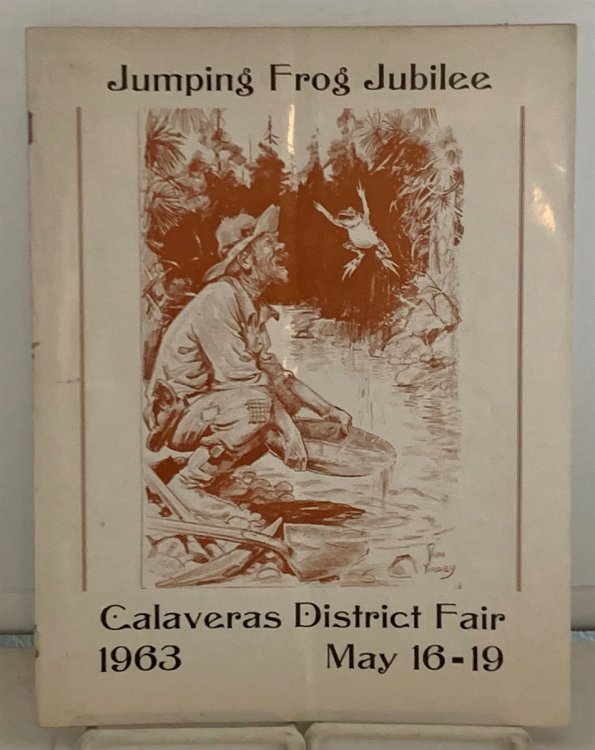 Jumping Frog Jubilee
Calaveras District Fair
1963 May 16-19